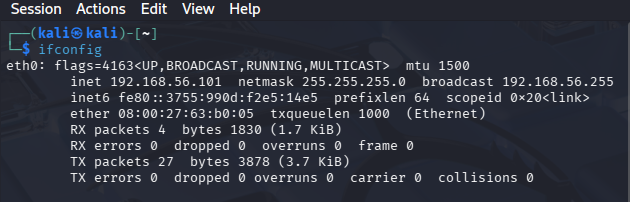 Session Actions Edit View Help
┌──(kali㉿kali)-[~]
└─$ ifconfig
eth0: flags=4163<UP,BROADCAST,RUNNING,MULTICAST>  mtu 1500
        inet 192.168.56.101  netmask 255.255.255.0  broadcast 192.168.56.255
        inet6 fe80::3755:990d:f2e5:14e5  prefixlen 64  scopeid 0×20<link>
        ether 08:00:27:63:b0:05  txqueuelen 1000  (Ethernet)
        RX packets 4  bytes 1830 (1.7 KiB)
        RX errors 0  dropped 0  overruns 0  frame 0
        TX packets 27  bytes 3878 (3.7 KiB)
        TX errors 0  dropped 0 overruns 0  carrier 0  collisions 0